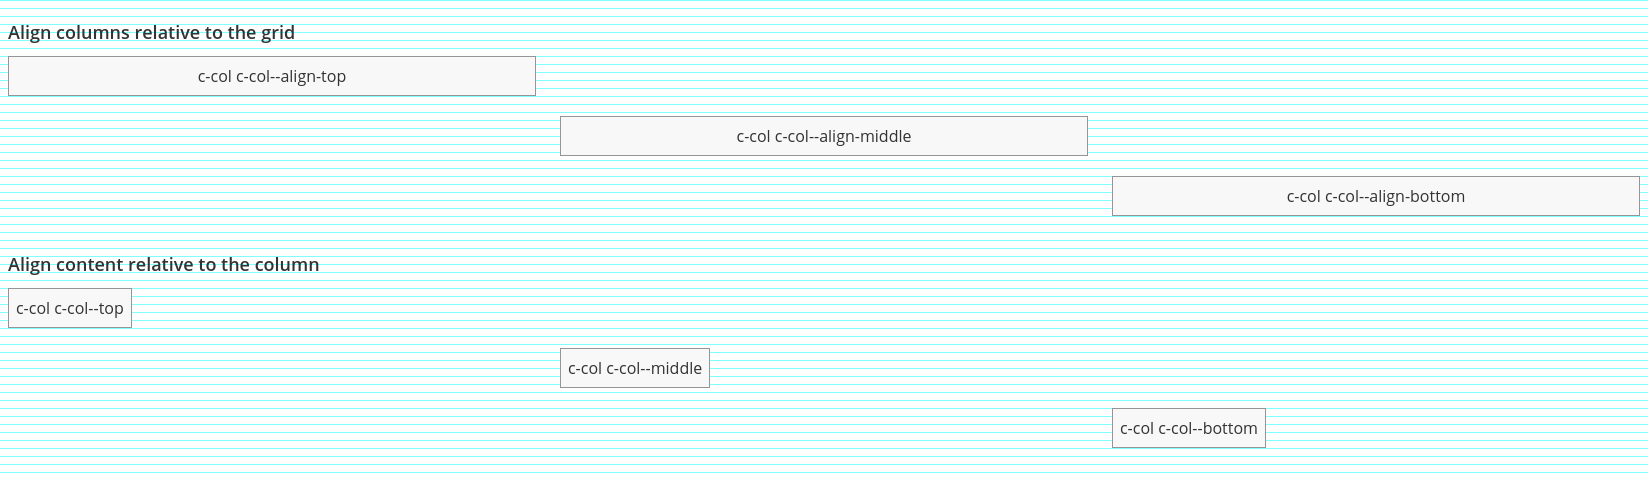 Align columns relative to the grid
c-col c-col--align-top
c-col c-col--align-middle
c-col c-col--align-bottom
Align content relative to the column
c-col c-col--top
c-col c-col--middle
c-col c-col--bottom